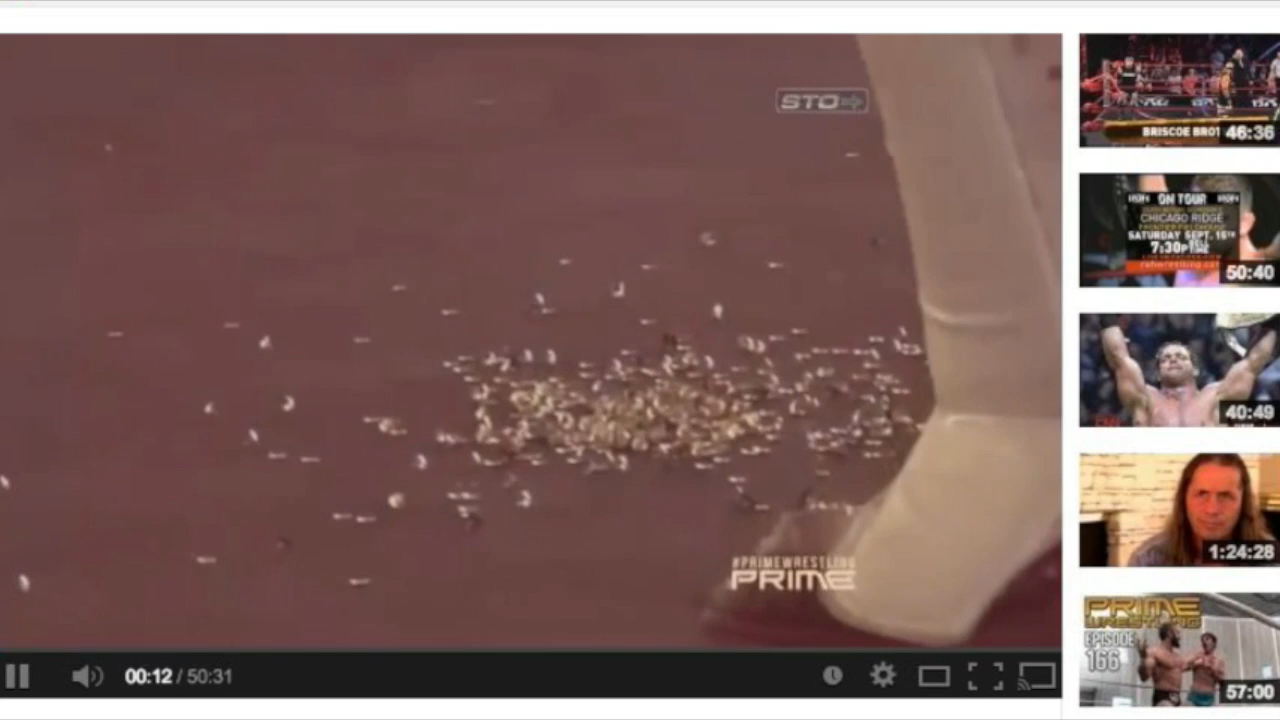 STO
#PRIMEWRESTLING
PRIME
00:12 / 50:31
BRISCOE BRO
46:36
ON TOUR
CHICAGO RIDGE
SATURDAY SEPT. 15TH
7:30PM
50:40
40:49
1:24:28
PRIME
WRESTLING
EPISODE
166
57:00